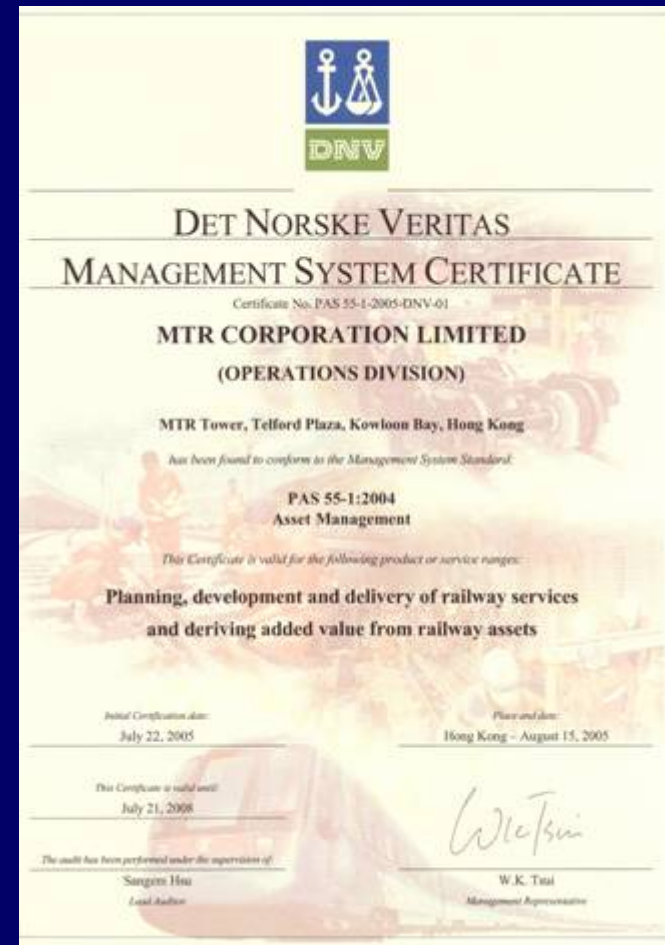 DNV
DET NORSKE VERITAS
MANAGEMENT SYSTEM CERTIFICATE
Certificate No. PAS 55-1-2005-DNV-01
MTR CORPORATION LIMITED
(OPERATIONS DIVISION)
MTR Tower, Telford Plaza, Kowloon Bay, Hong Kong
has been found to conform to the Management System Standard:
PAS 55-1:2004
Asset Management
This Certificate is valid for the following product or service ranges:
Planning, development and delivery of railway services
and deriving added value from railway assets
Initial Certification date:
July 22, 2005
Place and date:
Hong Kong – August 15, 2005
This Certificate is valid until:
July 21, 2008
The audit has been performed under the supervision of:
Sangem Hsu
Lead Auditor
W.K. Tsui
Management Representative